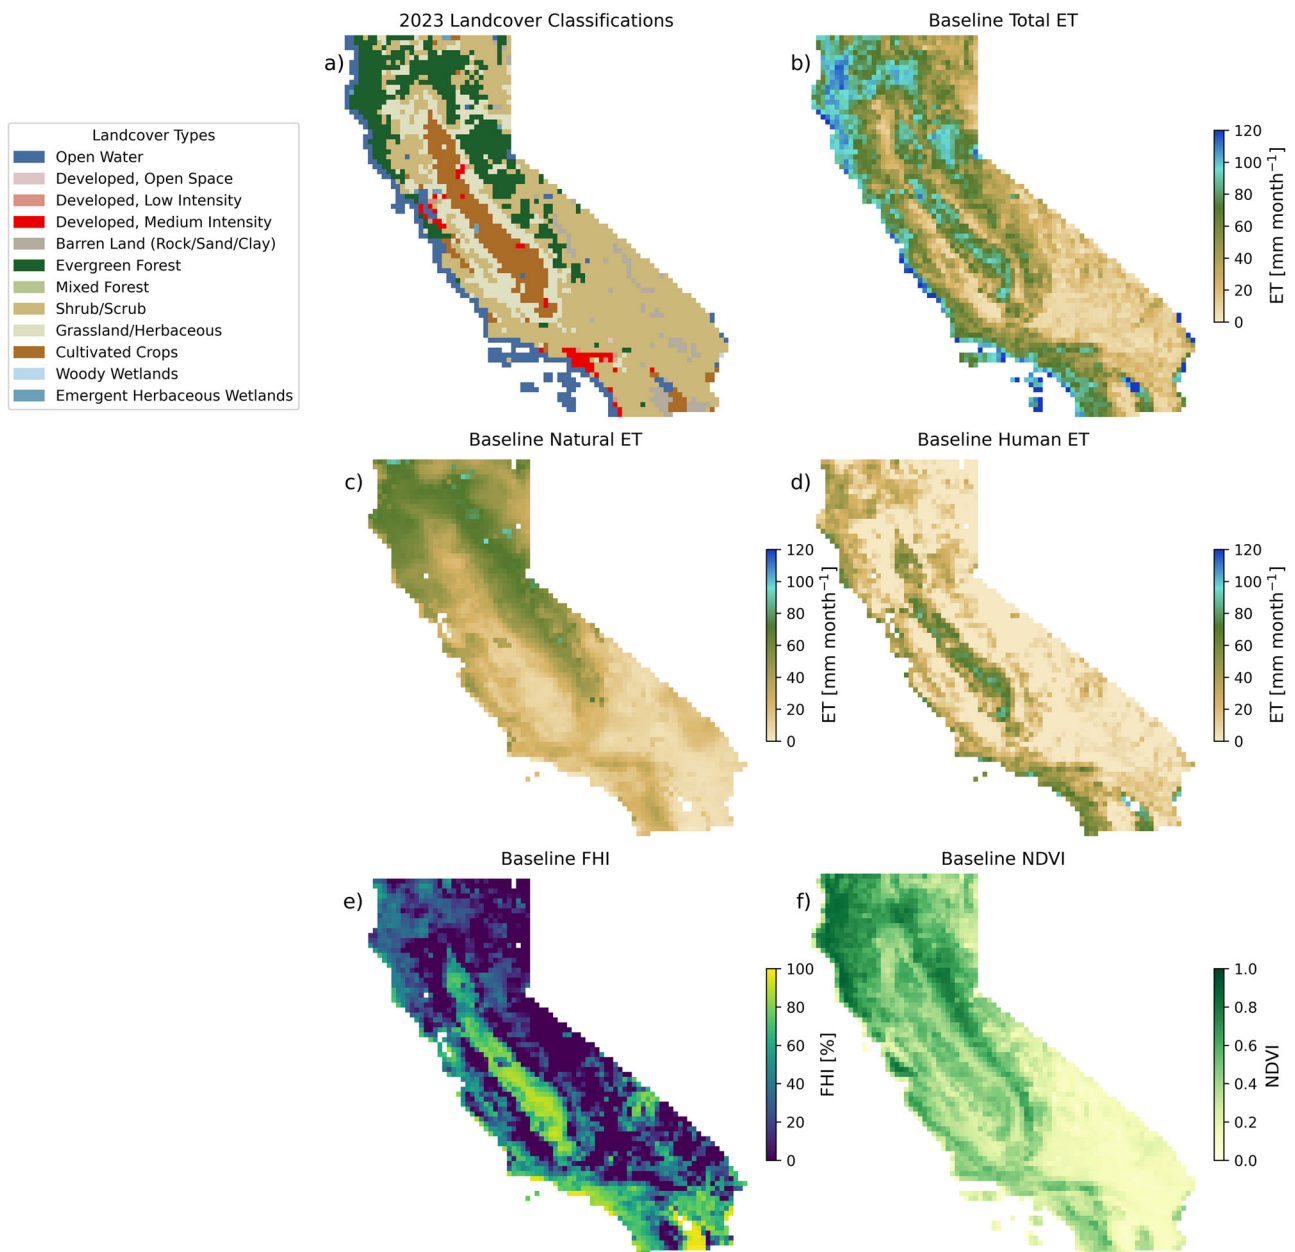 2023 Landcover Classifications
Baseline Total ET
a)
b)
Landcover Types
Open Water
Developed, Open Space
Developed, Low Intensity
Developed, Medium Intensity
Barren Land (Rock/Sand/Clay)
Evergreen Forest
Mixed Forest
Shrub/Scrub
Grassland/Herbaceous
Cultivated Crops
Woody Wetlands
Emergent Herbaceous Wetlands
120
100
80
60
40
20
0
ET [mm month⁻¹]
Baseline Natural ET
Baseline Human ET
c)
d)
120
100
80
60
40
20
0
ET [mm month⁻¹]
120
100
80
60
40
20
0
ET [mm month⁻¹]
Baseline FHI
Baseline NDVI
e)
f)
100
80
60
40
20
0
FHI [%]
1.0
0.8
0.6
0.4
0.2
0.0
NDVI